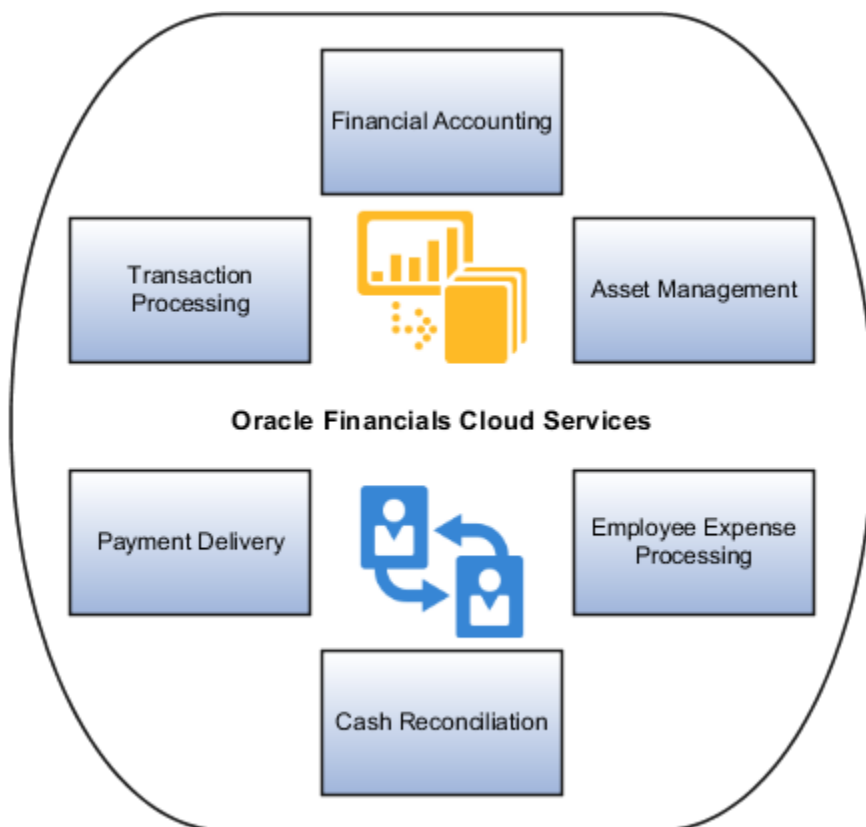 Financial Accounting
Transaction
Processing
Asset Management
Oracle Financials Cloud Services
Payment Delivery
Employee Expense
Processing
Cash Reconciliation